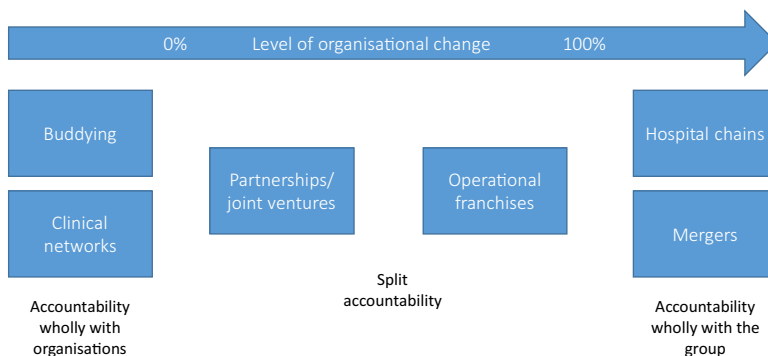 0% Level of organisational change 100%
Buddying
Hospital chains
Partnerships/
joint ventures
Operational
franchises
Clinical
networks
Mergers
Split
accountability
Accountability
wholly with
organisations
Accountability
wholly with the
group